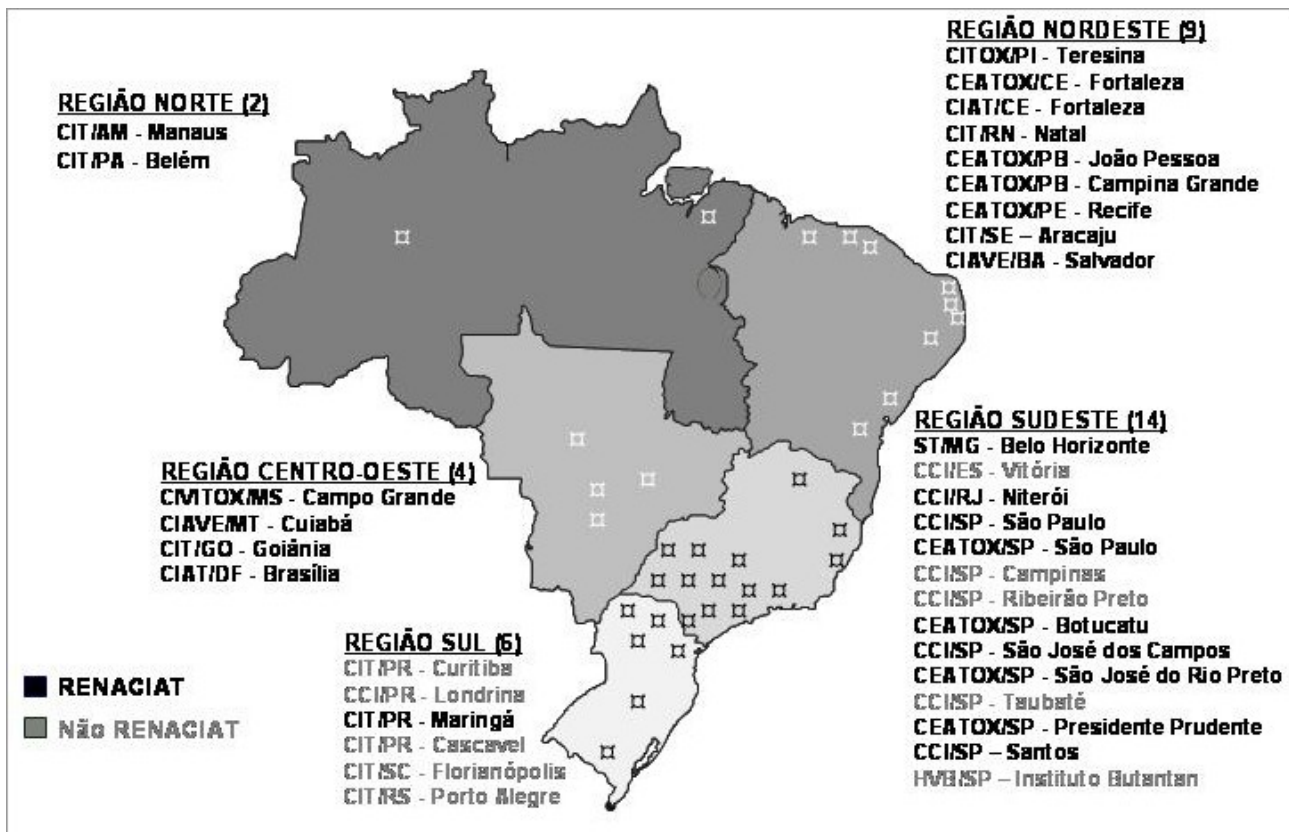 REGIÃO NORTE (2)
CIT/AM - Manaus
CIT/PA - Belém
REGIÃO NORDESTE (9)
CITOX/PI - Teresina
CEATOX/CE - Fortaleza
CIAT/CE - Fortaleza
CIT/RN - Natal
CEATOX/PB - João Pessoa
CEATOX/PB - Campina Grande
CEATOX/PE - Recife
CIT/SE – Aracaju
CIAVE/BA - Salvador
REGIÃO CENTRO-OESTE (4)
CIVITOX/MS - Campo Grande
CIAVE/MT - Cuiabá
CIT/GO - Goiânia
CIAT/DF - Brasília
REGIÃO SUDESTE (14)
ST/MG - Belo Horizonte
CCI/ES - Vitória
CCI/RJ - Niterói
CCI/SP - São Paulo
CEATOX/SP - São Paulo
CCI/SP - Campinas
CCI/SP - Ribeirão Preto
CEATOX/SP - Botucatu
CCI/SP - São José dos Campos
CEATOX/SP - São José do Rio Preto
CCI/SP - Taubaté
CEATOX/SP - Presidente Prudente
CCI/SP – Santos
HVB/SP – Instituto Butantan
REGIÃO SUL (6)
CIT/PR - Curitiba
CCI/PR - Londrina
CIT/PR - Maringá
CIT/PR - Cascavel
CIT/SC - Florianópolis
CIT/RS - Porto Alegre
RENACIAT
Não RENACIAT